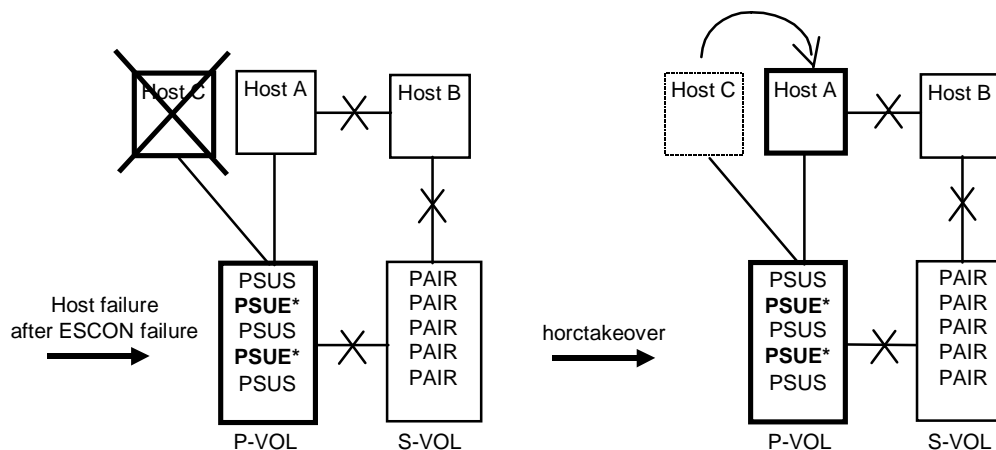 Host C
Host A
Host B
Host failure
after ESCON failure
PSUS
PSUE*
PSUS
PSUE*
PSUS
PAIR
PAIR
PAIR
PAIR
PAIR
P-VOL
S-VOL
horctakeover
Host C
Host A
Host B
PSUS
PSUE*
PSUS
PSUE*
PSUS
PAIR
PAIR
PAIR
PAIR
PAIR
P-VOL
S-VOL